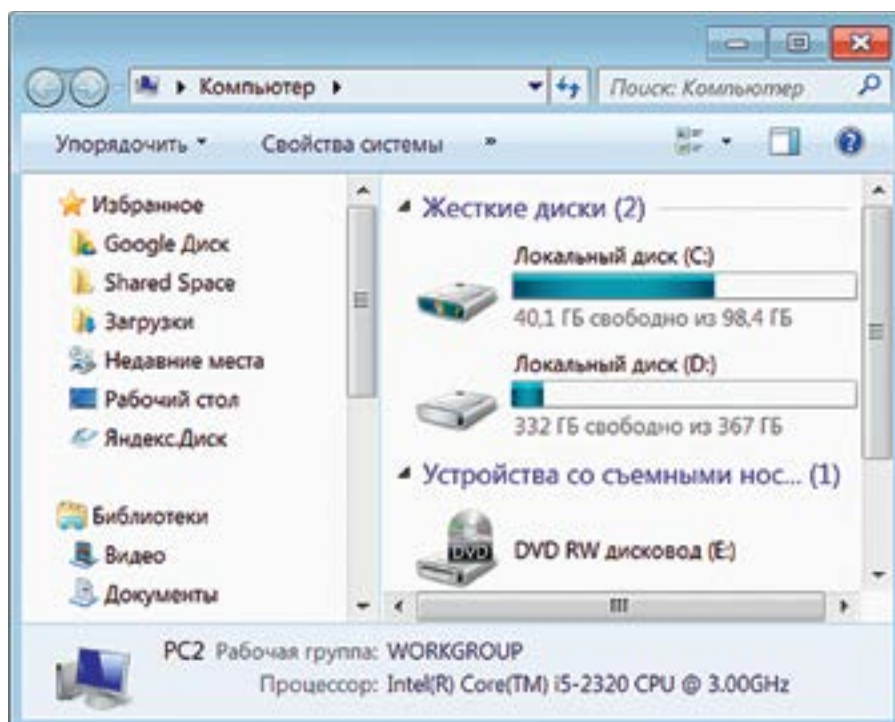 Компьютер
Поиск: Компьютер
Упорядочить
Свойства системы
»
Избранное
Google Диск
Shared Space
Загрузки
Недавние места
Рабочий стол
Яндекс.Диск
Библиотеки
Видео
Документы
Жесткие диски (2)
Локальный диск (C:)
40,1 ГБ свободно из 98,4 ГБ
Локальный диск (D:)
332 ГБ свободно из 367 ГБ
Устройства со съемными нос... (1)
DVD
DVD RW дисковод (E:)
PC2 Рабочая группа: WORKGROUP
Процессор: Intel(R) Core(TM) i5-2320 CPU @ 3.00GHz